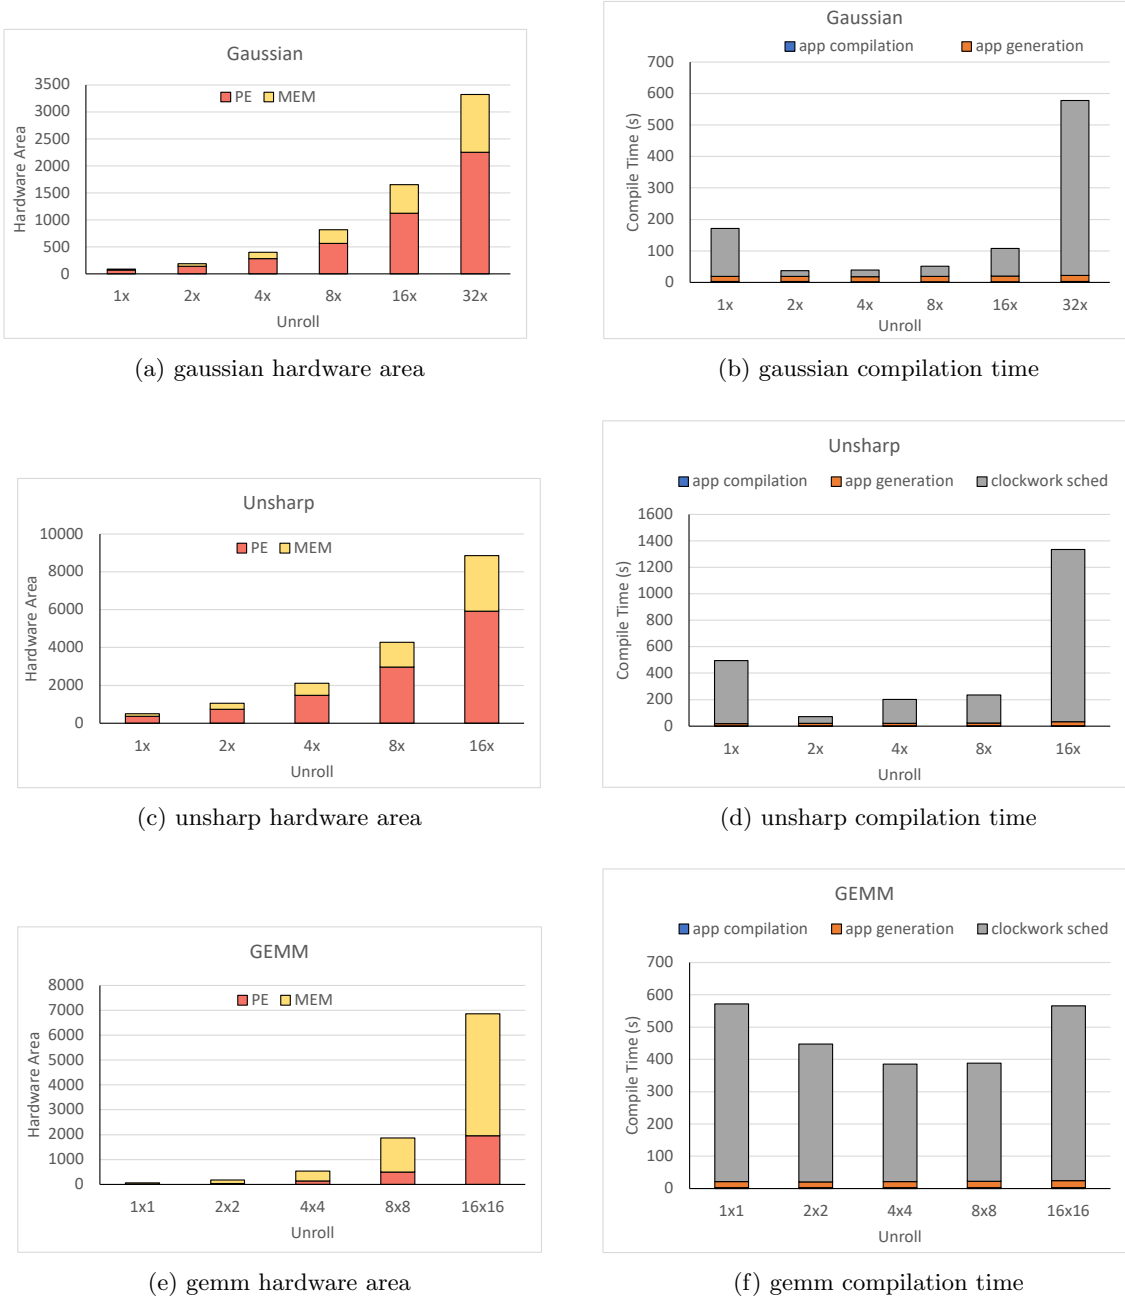 Gaussian
PE MEM
Hardware Area
3500
3000
2500
2000
1500
1000
500
0
1x 2x 4x 8x 16x 32x
Unroll
(a) gaussian hardware area
Gaussian
app compilation app generation
Compile Time (s)
700
600
500
400
300
200
100
0
1x 2x 4x 8x 16x 32x
Unroll
(b) gaussian compilation time
Unsharp
PE MEM
Hardware Area
10000
8000
6000
4000
2000
0
1x 2x 4x 8x 16x
Unroll
(c) unsharp hardware area
Unsharp
app compilation app generation clockwork sched
Compile Time (s)
1600
1400
1200
1000
800
600
400
200
0
1x 2x 4x 8x 16x
Unroll
(d) unsharp compilation time
GEMM
PE MEM
Hardware Area
8000
7000
6000
5000
4000
3000
2000
1000
0
1x1 2x2 4x4 8x8 16x16
Unroll
(e) gemm hardware area
GEMM
app compilation app generation clockwork sched
Compile Time (s)
700
600
500
400
300
200
100
0
1x1 2x2 4x4 8x8 16x16
Unroll
(f) gemm compilation time